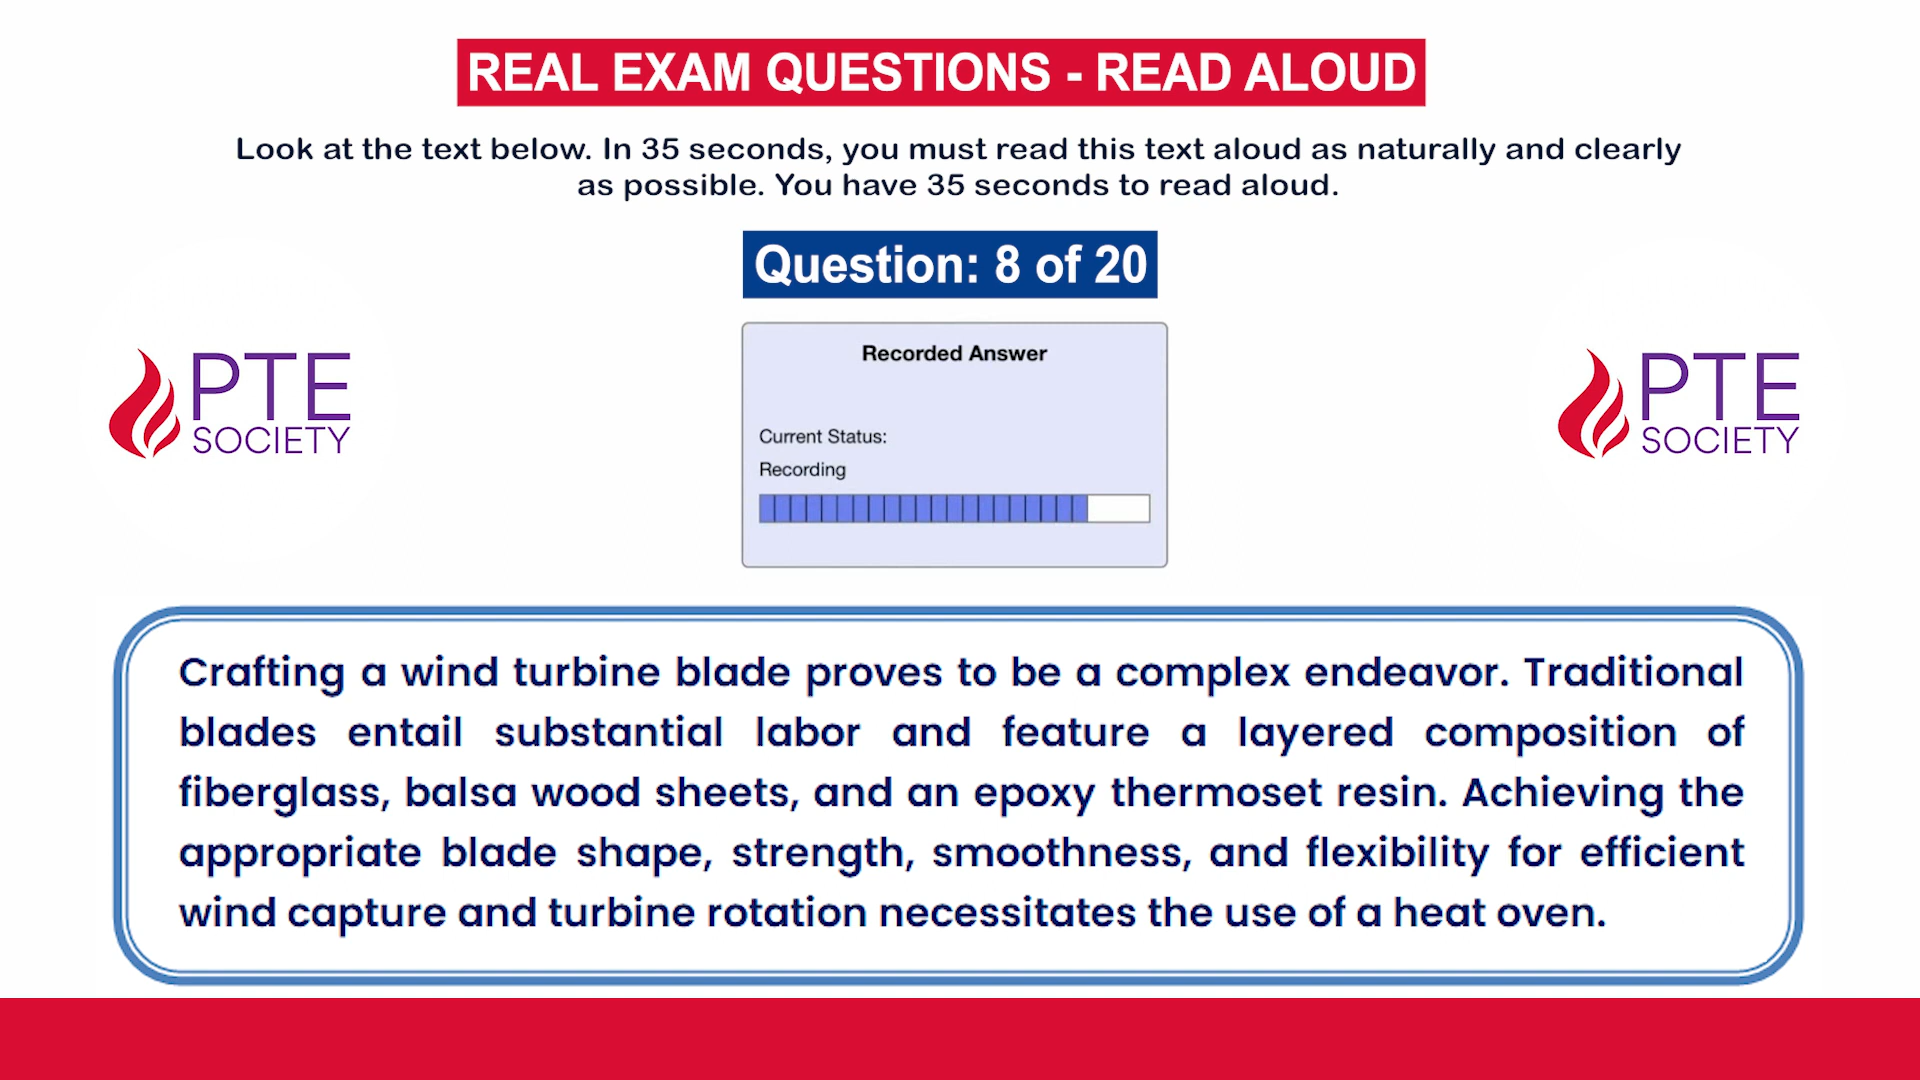 REAL EXAM QUESTIONS - READ ALOUD
Look at the text below. In 35 seconds, you must read this text aloud as naturally and clearly
as possible. You have 35 seconds to read aloud.
Question: 8 of 20
Recorded Answer
Current Status:
Recording
PTE
SOCIETY
PTE
SOCIETY
Crafting a wind turbine blade proves to be a complex endeavor. Traditional
blades entail substantial labor and feature a layered composition of
fiberglass, balsa wood sheets, and an epoxy thermoset resin. Achieving the
appropriate blade shape, strength, smoothness, and flexibility for efficient
wind capture and turbine rotation necessitates the use of a heat oven.